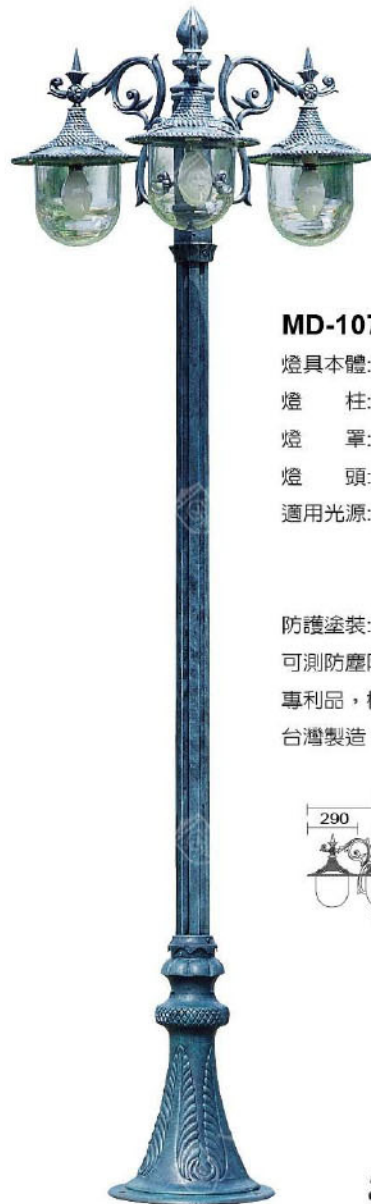 MD-107
燈具本體:
燈　　柱:
燈　　罩:
燈　　頭:
適用光源:
防護塗裝:
可測防塵
專利品，
台灣製造
290